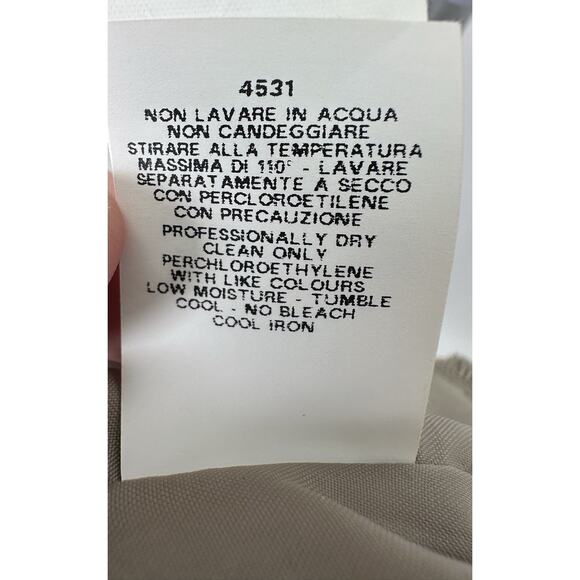 4531
NON LAVARE IN ACQUA
NON CANDEGGIARE
STIRARE ALLA TEMPERATURA
MASSIMA DI 110° - LAVARE
SEPARATAMENTE A SECCO
CON PERCLOROETILENE
CON PRECAUZIONE
PROFESSIONALLY DRY
CLEAN ONLY
PERCHLOROETHYLENE
WITH LIKE COLOURS
LOW MOISTURE - TUMBLE
COOL - NO BLEACH
COOL IRON